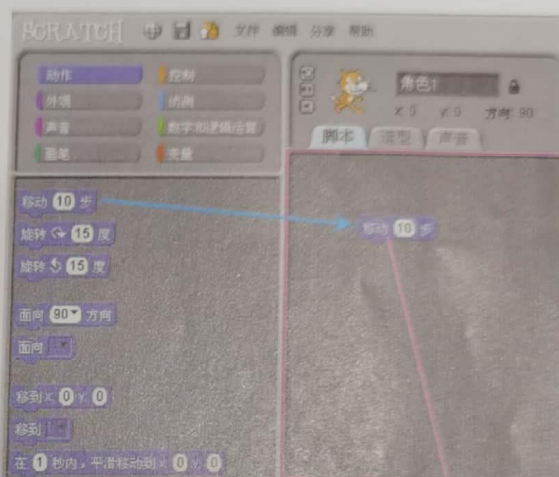 SCRATCH 文件 编辑 分享 帮助
动作 控制
外观 侦测
声音 数字和逻辑运算
画笔 变量
角色1
x: 0 y: 0 方向: 90
脚本 造型 声音
移动 10 步
旋转 15 度
旋转 15 度
面向 90 方向
面向
移到 x: 0 y: 0
移到
在 1 秒内，平滑移动到 x: 0 y: 0
移动 10 步